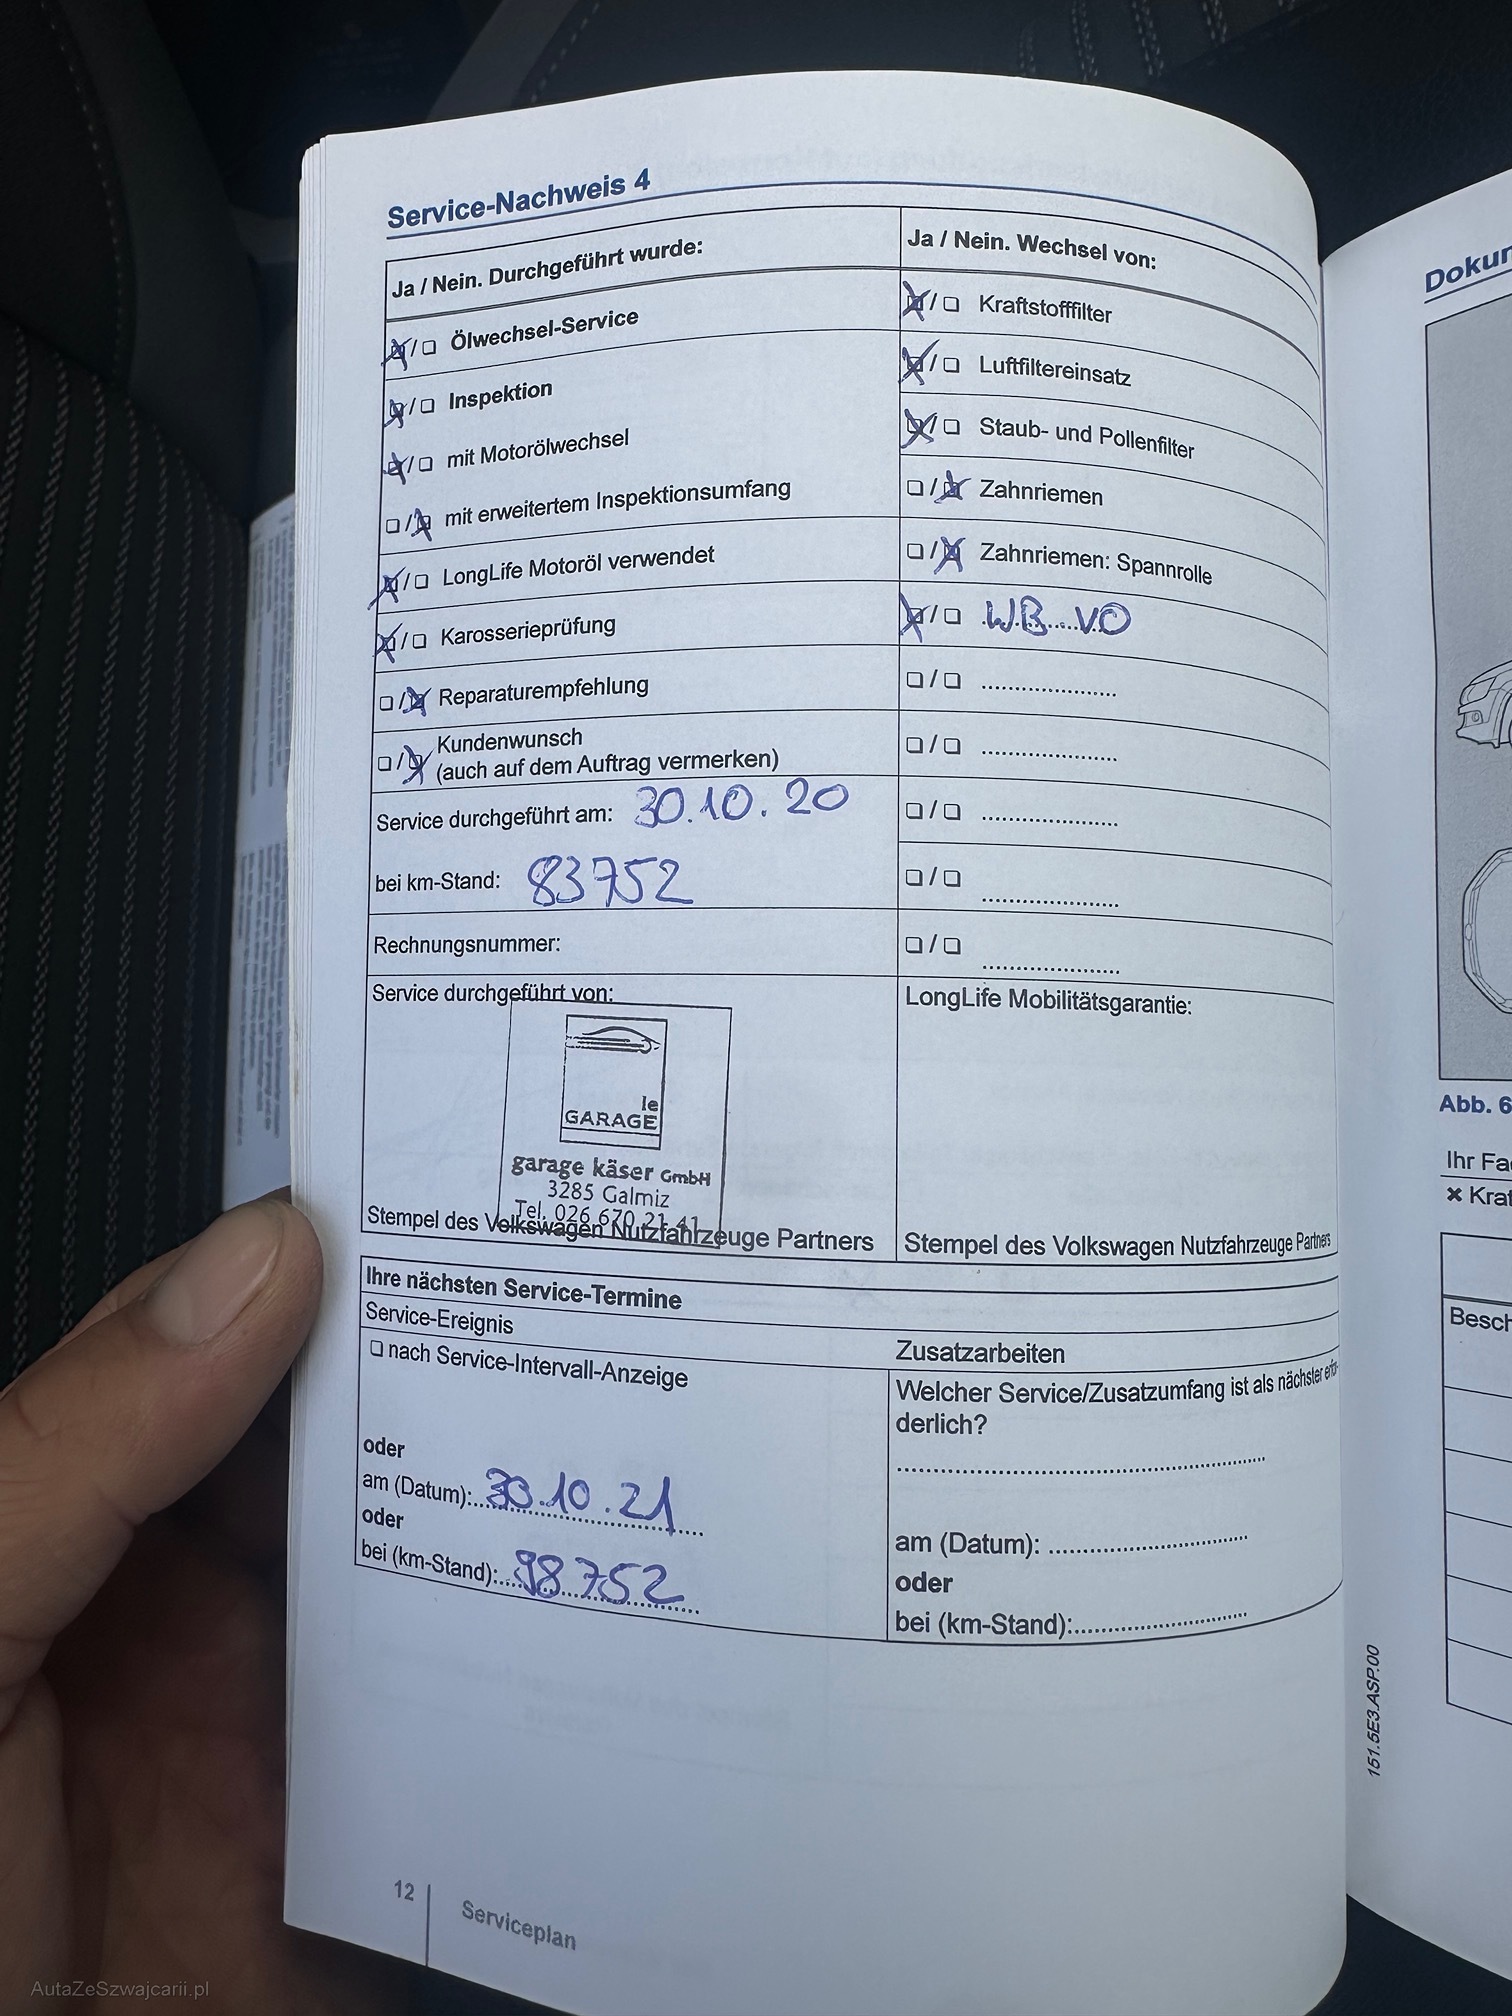 Service-Nachweis 4
Ja / Nein. Durchgeführt wurde:
❏/❏ Ölwechsel-Service
❏/❏ Inspektion
❏/❏ mit Motorölwechsel
❏/❏ mit erweitertem Inspektionsumfang
❏/❏ LongLife Motoröl verwendet
❏/❏ Karosserieprüfung
❏/❏ Reparaturempfehlung
❏/❏ Kundenwunsch
(auch auf dem Auftrag vermerken)
Service durchgeführt am: 30.10.20
bei km-Stand: 83752
Rechnungsnummer:
Service durchgeführt von:
le
GARAGE
garage käser GmbH
3285 Galmiz
Tel. 026 670 21 41
Stempel des Volkswagen Nutzfahrzeuge Partners
Ja / Nein. Wechsel von:
❏/❏ Kraftstofffilter
❏/❏ Luftfiltereinsatz
❏/❏ Staub- und Pollenfilter
❏/❏ Zahnriemen
❏/❏ Zahnriemen: Spannrolle
❏/❏ WB VO
❏/❏ ....................
❏/❏ ....................
❏/❏ ....................
❏/❏ ....................
❏/❏ ....................
LongLife Mobilitätsgarantie:
Stempel des Volkswagen Nutzfahrzeuge Partners
Ihre nächsten Service-Termine
Service-Ereignis
❏ nach Service-Intervall-Anzeige
oder
am (Datum): 30.10.21
oder
bei (km-Stand): 98752
Zusatzarbeiten
Welcher Service/Zusatzumfang ist als nächster erfor-
derlich?
am (Datum): ..............................
oder
bei (km-Stand):..........................
12
Serviceplan
151.5E3.ASP.00
Dokur
Abb. 6
Ihr Fa
✖ Kraf
Besch
AutaZeSzwajcarii.pl